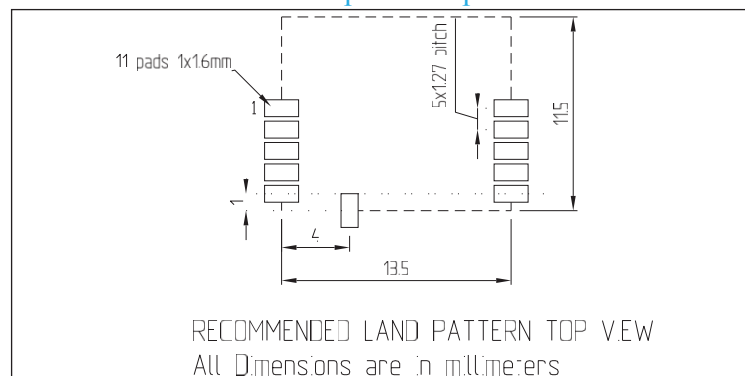 11 pads 1x1.6mm
1
5x1.27 pitch
11.5
1
4
13.5
RECOMMENDED LAND PATTERN TOP VIEW
All Dimensions are in millimeters